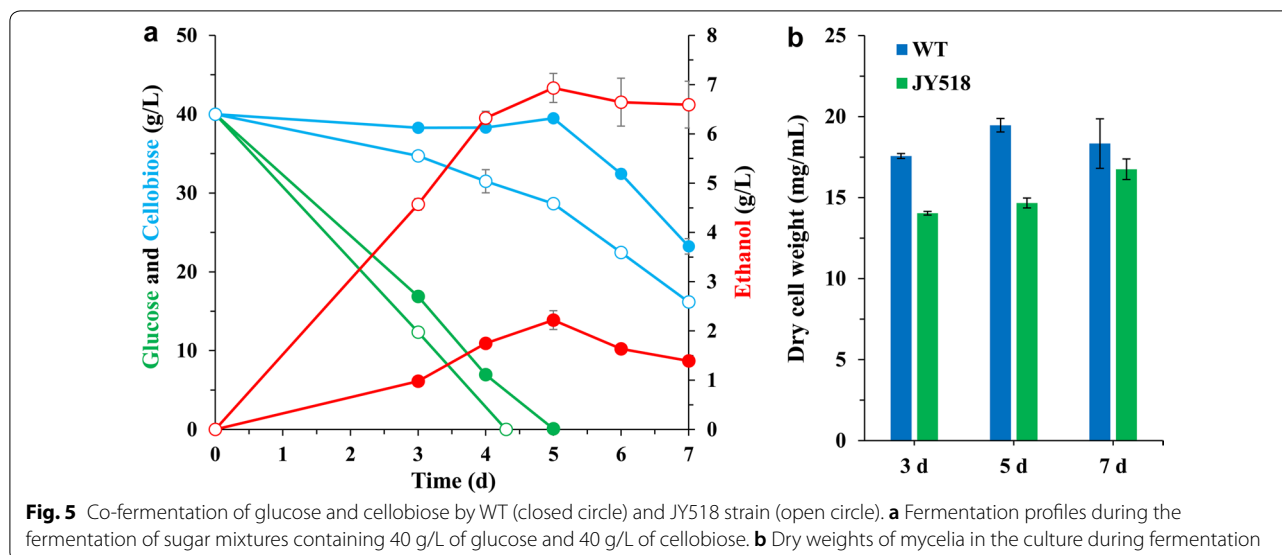 a
50
40
30
20
10
0
Glucose and Cellobiose (g/L)
8
7
6
5
4
3
2
1
0
Ethanol (g/L)
0 1 2 3 4 5 6 7
Time (d)
b
25
20
15
10
5
0
Dry cell weight (mg/mL)
WT
JY518
3 d 5 d 7 d
Fig. 5 Co-fermentation of glucose and cellobiose by WT (closed circle) and JY518 strain (open circle). a Fermentation profiles during the
fermentation of sugar mixtures containing 40 g/L of glucose and 40 g/L of cellobiose. b Dry weights of mycelia in the culture during fermentation